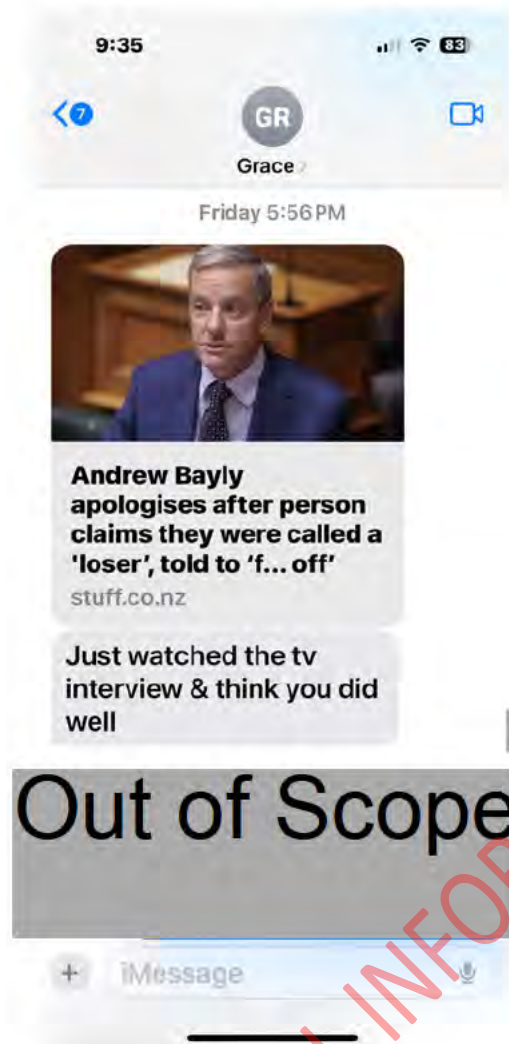 9:35
83
7
GR
Grace
Friday 5:56 PM
Andrew Bayly
apologises after person
claims they were called a
'loser', told to 'f... off'
stuff.co.nz
Just watched the tv
interview & think you did
well
Out of Scope
iMessage